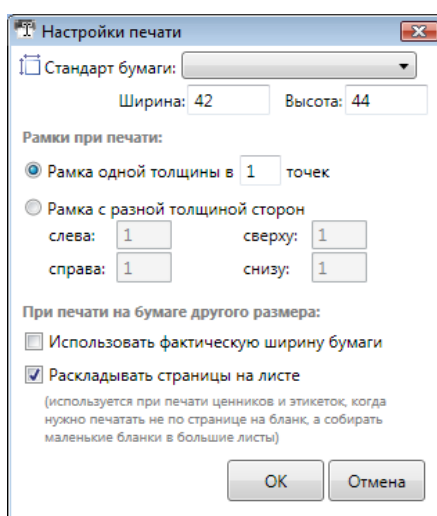 Настройки печати
Стандарт бумаги:
Ширина: 42 Высота: 44
Рамки при печати:
Рамка одной толщины в 1 точек
Рамка с разной толщиной сторон
слева: 1 сверху: 1
справа: 1 снизу: 1
При печати на бумаге другого размера:
Использовать фактическую ширину бумаги
Раскладывать страницы на листе
(используется при печати ценников и этикеток, когда
нужно печатать не по странице на бланк, а собирать
маленькие бланки в большие листы)
ОК Отмена